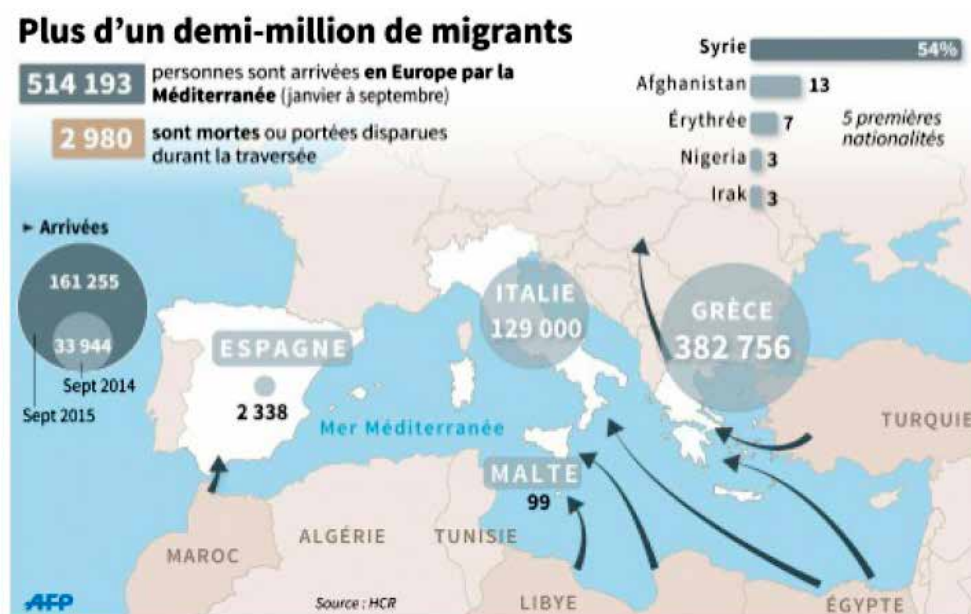 Plus d'un demi-million de migrants
514 193
personnes sont arrivées en Europe par la
Méditerranée (janvier à septembre)
2 980
sont mortes ou portées disparues
durant la traversée
Syrie 54%
Afghanistan 13
Érythrée 7
Nigeria 3
Irak 3
5 premières
nationalités
► Arrivées
161 255
33 944
Sept 2014
Sept 2015
ESPAGNE
2 338
ITALIE
129 000
GRÈCE
382 756
TURQUIE
Mer Méditerranée
MALTE
99
MAROC
ALGÉRIE
TUNISIE
LIBYE
ÉGYPTE
AFP
Source : HCR